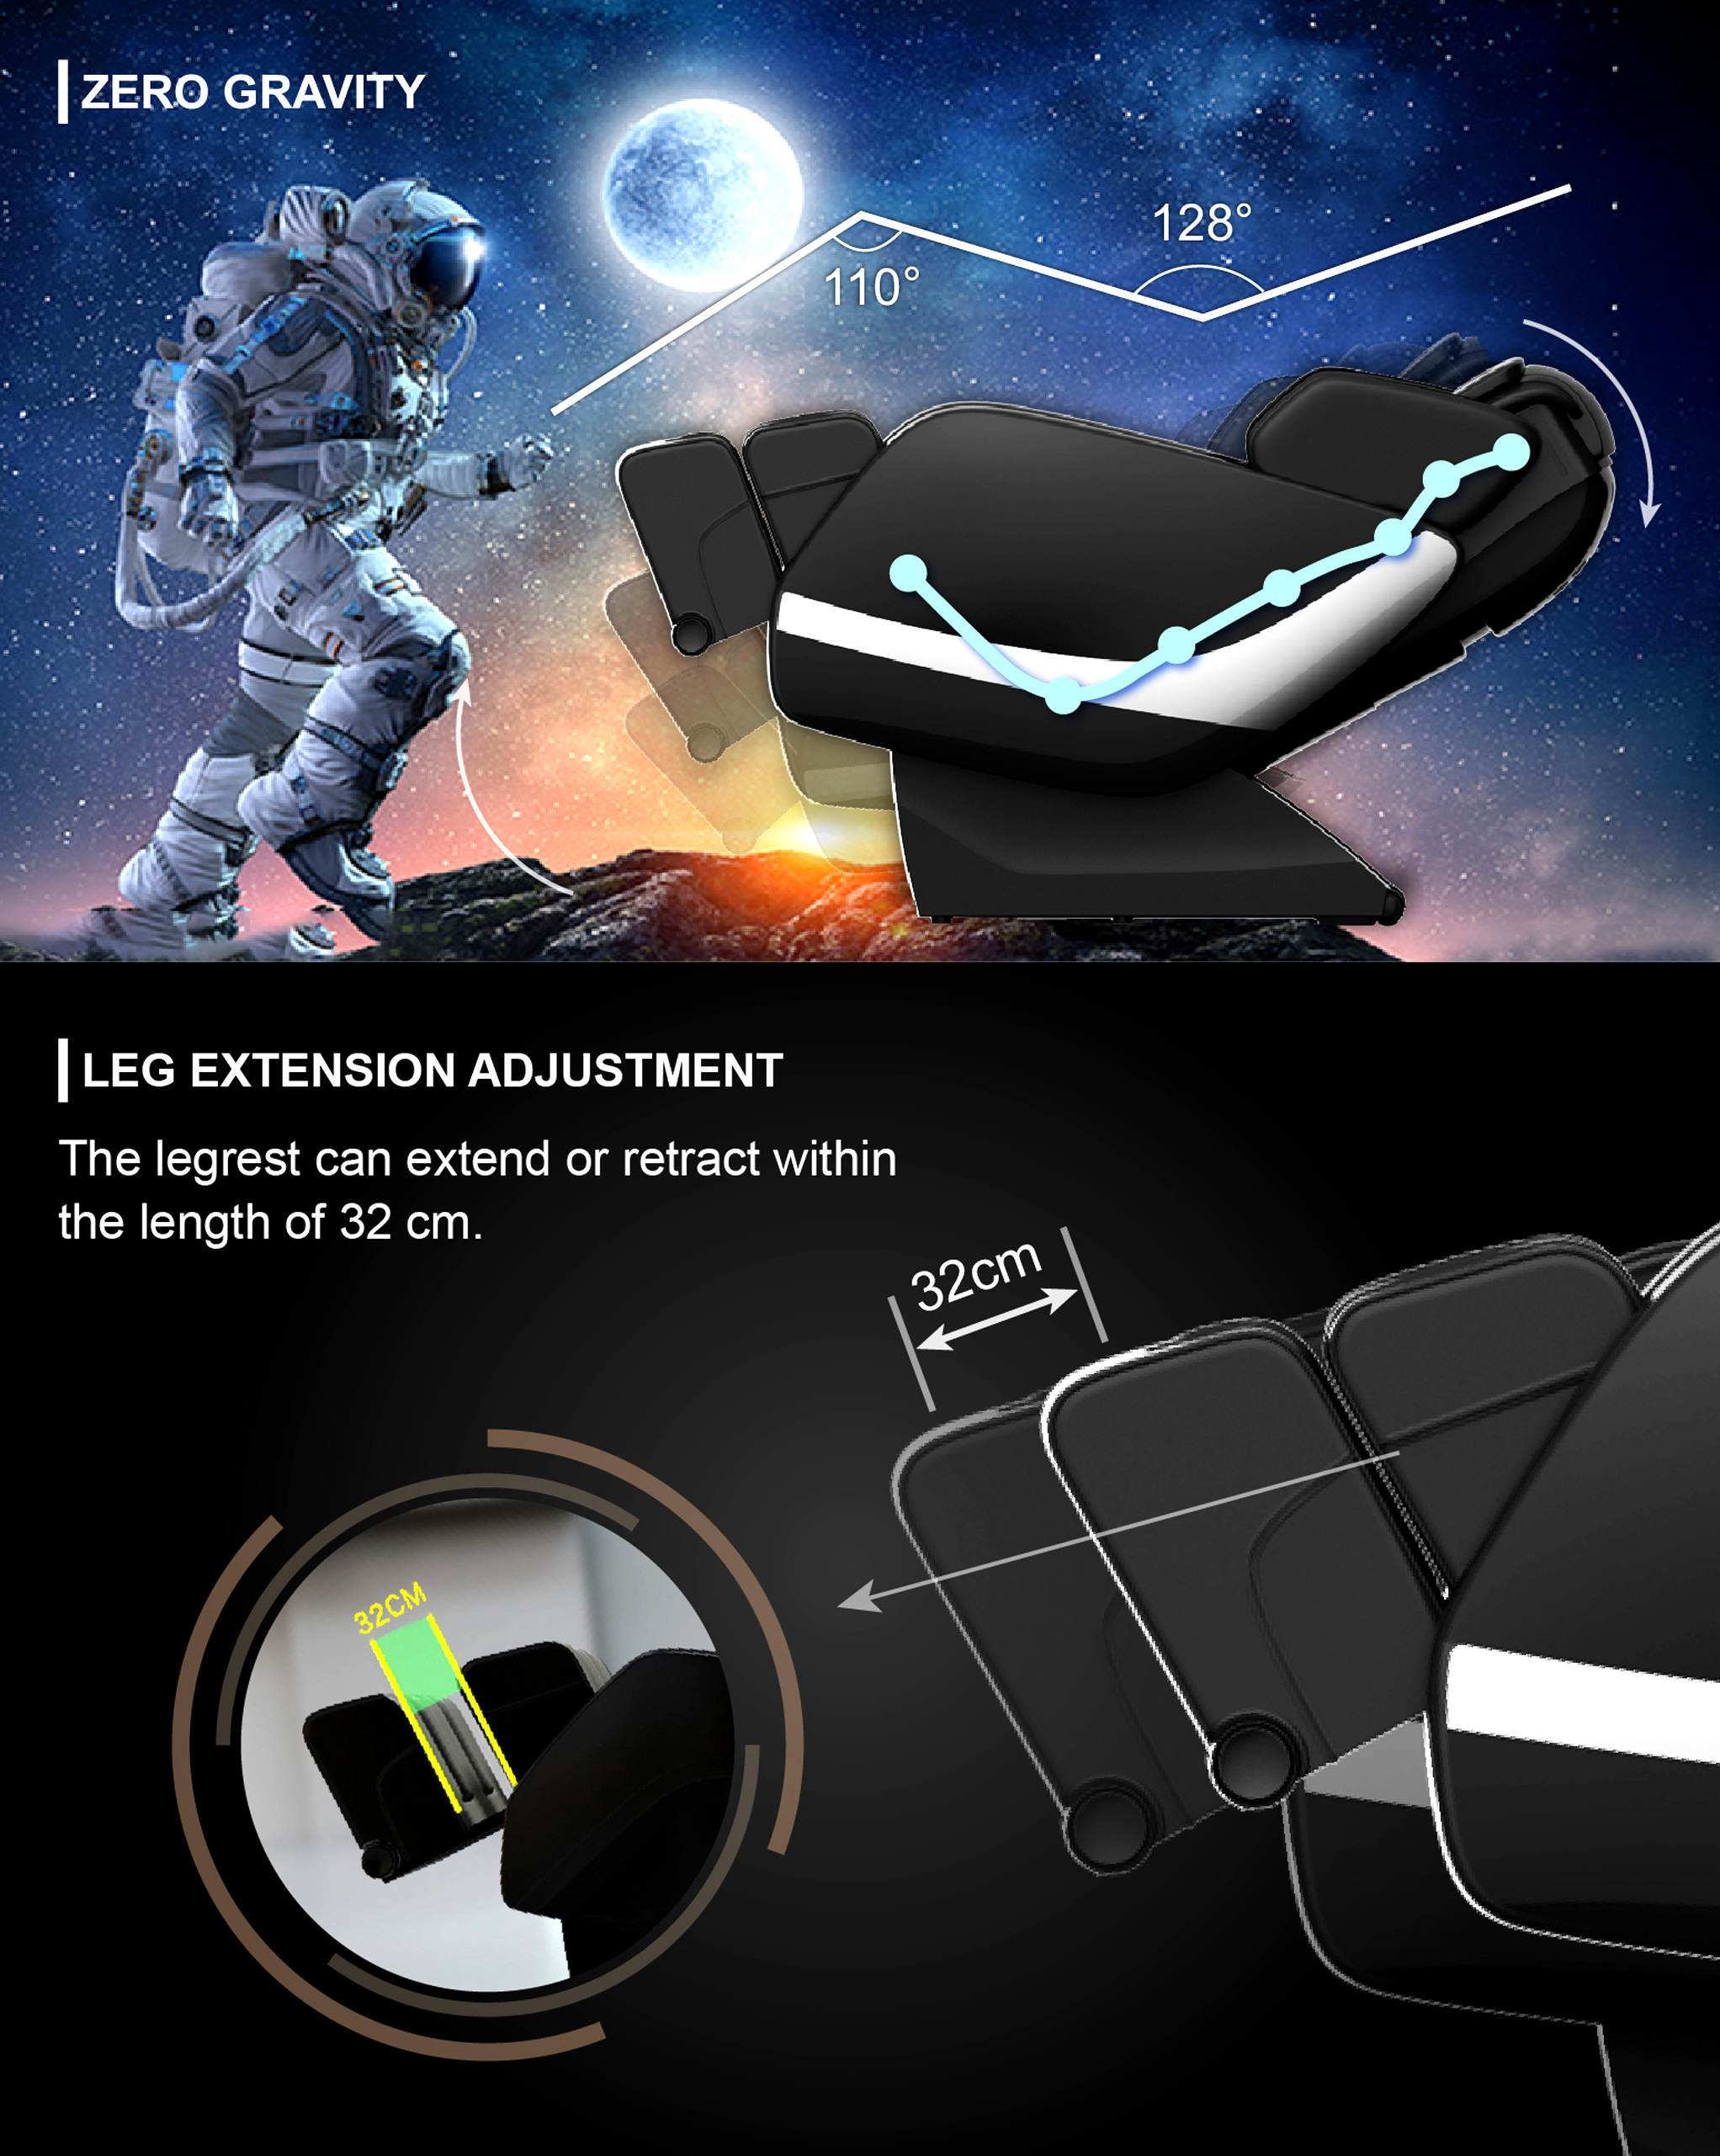 ZERO GRAVITY
128°
110°
LEG EXTENSION ADJUSTMENT
The legrest can extend or retract within
the length of 32 cm.
32cm
32CM